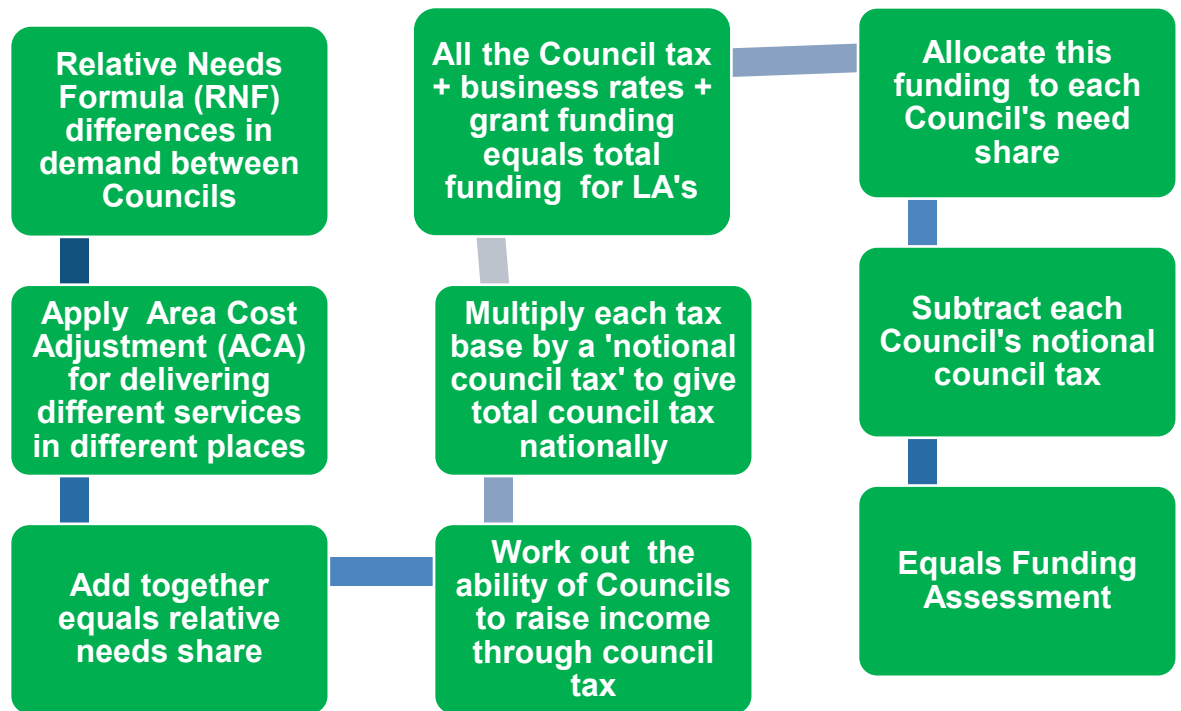 Relative Needs
Formula (RNF)
differences in
demand between
Councils
Apply Area Cost
Adjustment (ACA)
for delivering
different services
in different places
Add together
equals relative
needs share
Work out the
ability of Councils
to raise income
through council
tax
Multiply each tax
base by a 'notional
council tax' to give
total council tax
nationally
All the Council tax
+ business rates +
grant funding
equals total
funding for LA's
Allocate this
funding to each
Council's need
share
Subtract each
Council's notional
council tax
Equals Funding
Assessment